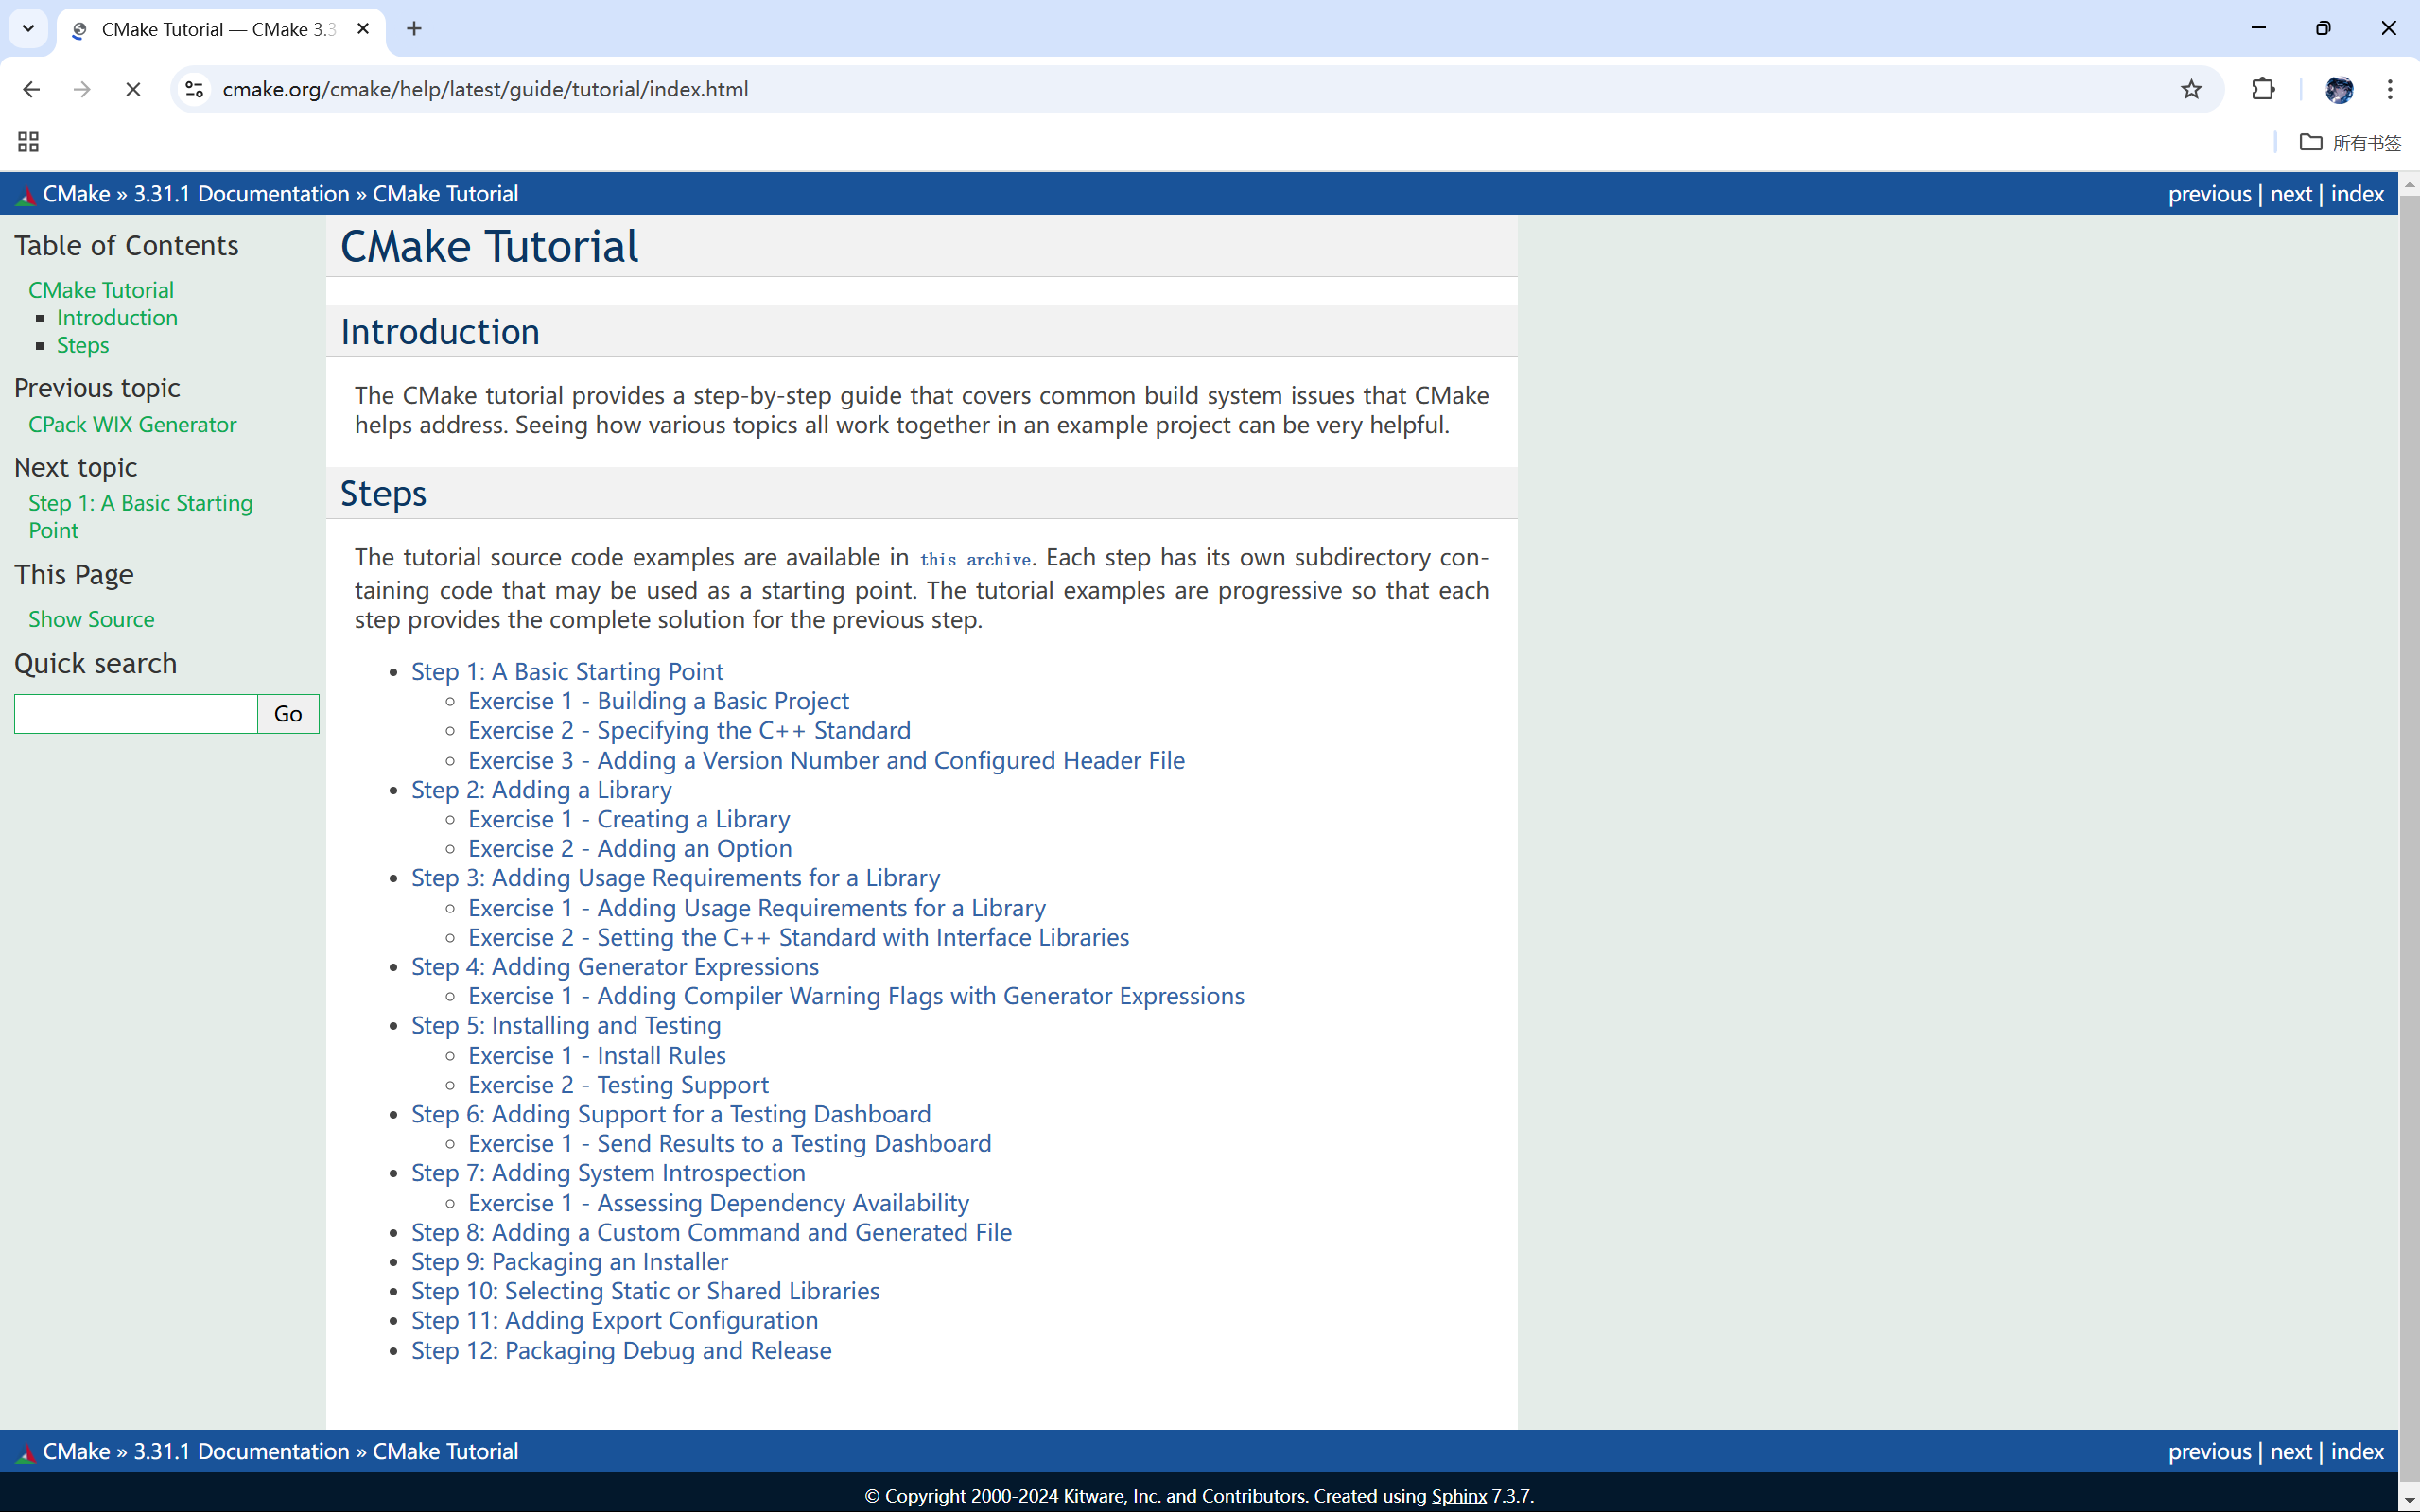 CMake Tutorial — CMake 3.3
cmake.org/cmake/help/latest/guide/tutorial/index.html
所有书签
CMake » 3.31.1 Documentation » CMake Tutorial
previous | next | index
Table of Contents
CMake Tutorial
Introduction
Steps
Previous topic
CPack WIX Generator
Next topic
Step 1: A Basic Starting
Point
This Page
Show Source
Quick search
Go
CMake Tutorial
Introduction
The CMake tutorial provides a step-by-step guide that covers common build system issues that CMake
helps address. Seeing how various topics all work together in an example project can be very helpful.
Steps
The tutorial source code examples are available in this archive. Each step has its own subdirectory con-
taining code that may be used as a starting point. The tutorial examples are progressive so that each
step provides the complete solution for the previous step.
Step 1: A Basic Starting Point
Exercise 1 - Building a Basic Project
Exercise 2 - Specifying the C++ Standard
Exercise 3 - Adding a Version Number and Configured Header File
Step 2: Adding a Library
Exercise 1 - Creating a Library
Exercise 2 - Adding an Option
Step 3: Adding Usage Requirements for a Library
Exercise 1 - Adding Usage Requirements for a Library
Exercise 2 - Setting the C++ Standard with Interface Libraries
Step 4: Adding Generator Expressions
Exercise 1 - Adding Compiler Warning Flags with Generator Expressions
Step 5: Installing and Testing
Exercise 1 - Install Rules
Exercise 2 - Testing Support
Step 6: Adding Support for a Testing Dashboard
Exercise 1 - Send Results to a Testing Dashboard
Step 7: Adding System Introspection
Exercise 1 - Assessing Dependency Availability
Step 8: Adding a Custom Command and Generated File
Step 9: Packaging an Installer
Step 10: Selecting Static or Shared Libraries
Step 11: Adding Export Configuration
Step 12: Packaging Debug and Release
CMake » 3.31.1 Documentation » CMake Tutorial
previous | next | index
© Copyright 2000-2024 Kitware, Inc. and Contributors. Created using Sphinx 7.3.7.